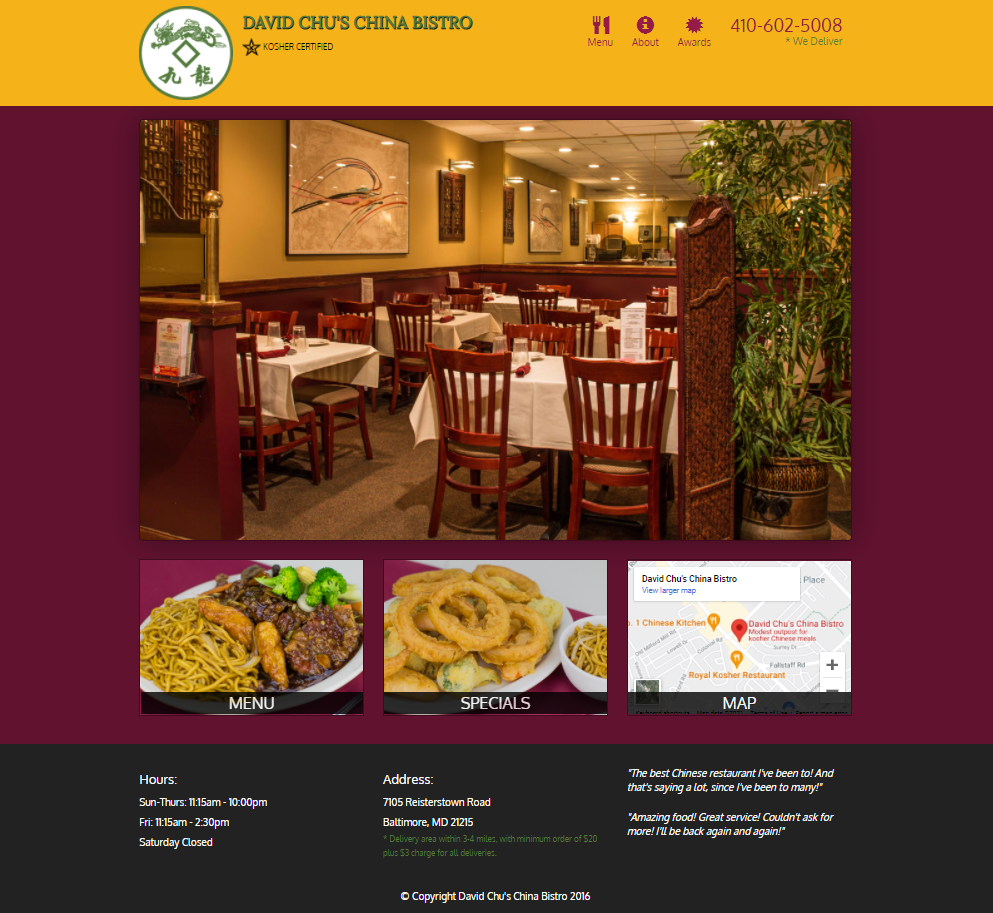 九龍
DAVID CHU'S CHINA BISTRO
KOSHER CERTIFIED
Menu
About
Awards
410-602-5008
* We Deliver
MENU
SPECIALS
David Chu's China Bistro
View larger map
Place
. 1 Chinese Kitchen
David Chu's China Bistro
Modest outpost for
kosher Chinese meals
Old Milford Mill Rd
Colonial Rd
Surrey Dr
Fallstaff Rd
Royal Kosher Restaurant
+
MAP
Hours:
Sun-Thurs: 11:15am - 10:00pm
Fri: 11:15am - 2:30pm
Saturday Closed
Address:
7105 Reisterstown Road
Baltimore, MD 21215
* Delivery area within 3-4 miles, with minimum order of $20
plus $3 charge for all deliveries.
"The best Chinese restaurant I've been to! And
that's saying a lot, since I've been to many!"
"Amazing food! Great service! Couldn't ask for
more! I'll be back again and again!"
© Copyright David Chu's China Bistro 2016